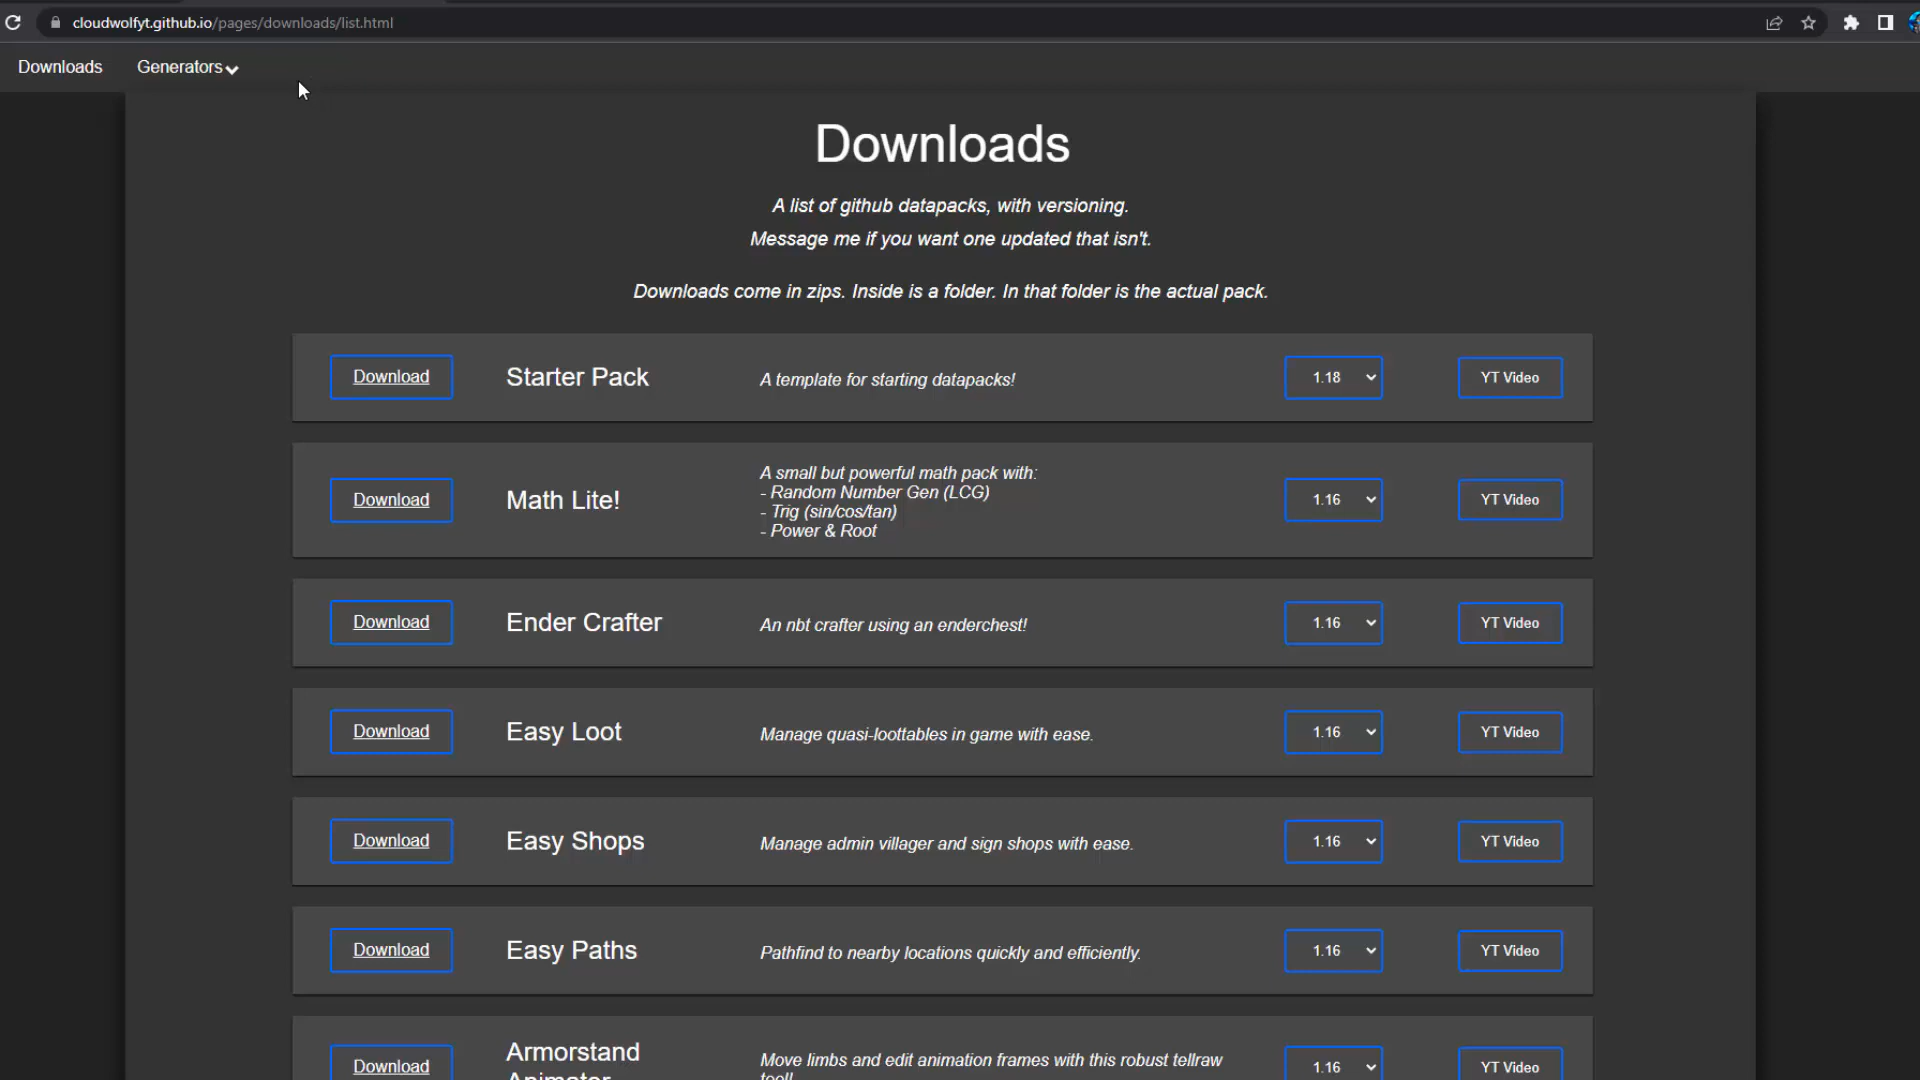 cloudwolfyt.github.io/pages/downloads/list.html
Downloads Generators
Downloads
A list of github datapacks, with versioning.
Message me if you want one updated that isn't.
Downloads come in zips. Inside is a folder. In that folder is the actual pack.
Download Starter Pack A template for starting datapacks! 1.18 YT Video
A small but powerful math pack with:
- Random Number Gen (LCG)
Download Math Lite! 1.16 YT Video
- Trig (sin/cos/tan)
- Power & Root
Download Ender Crafter An nbt crafter using an enderchest! 1.16 YT Video
Download Easy Loot Manage quasi-loottables in game with ease. 1.16 YT Video
Download Easy Shops Manage admin villager and sign shops with ease. 1.16 YT Video
Download Easy Paths Pathfind to nearby locations quickly and efficiently. 1.16 YT Video
Armorstand Move limbs and edit animation frames with this robust tellraw
Download 1.16 YT Video